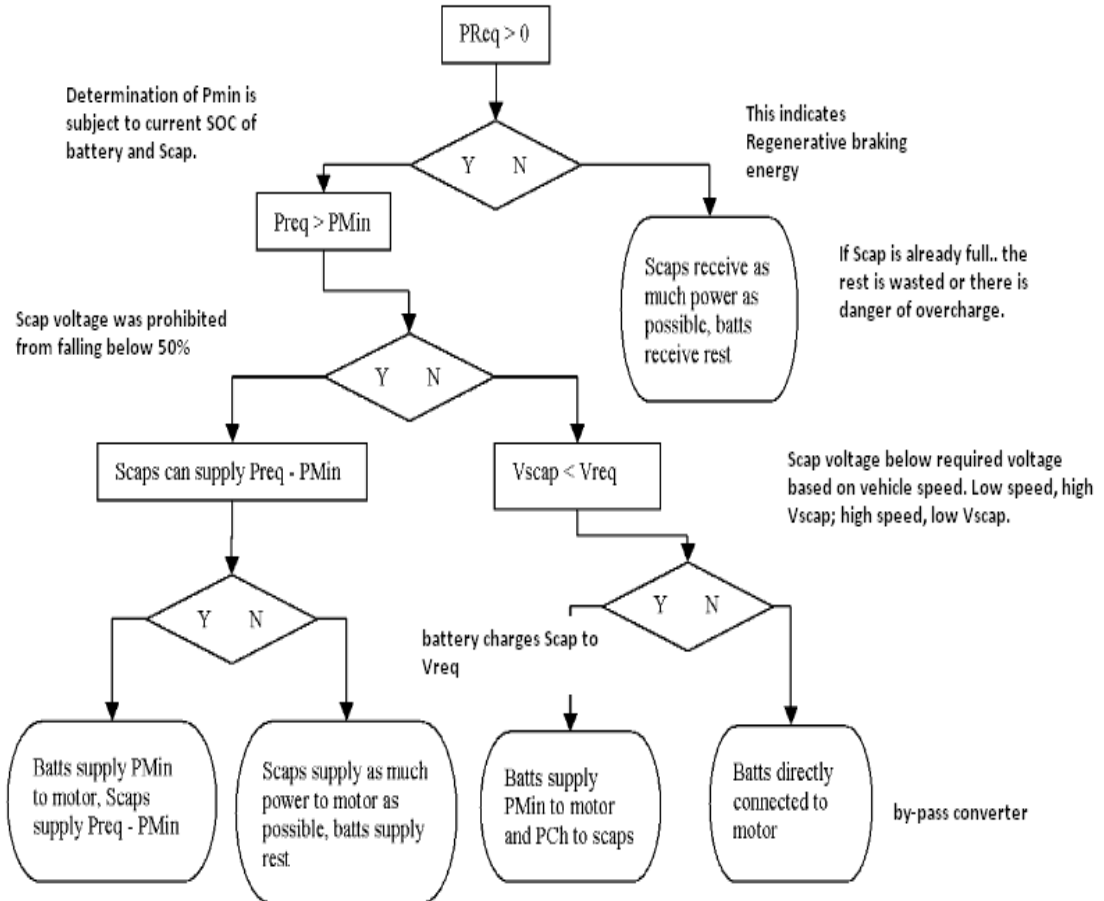 PReq > 0
Determination of Pmin is
subject to current SOC of
battery and Scap.
This indicates
Regenerative braking
energy
Y N
Preq > PMin
Scaps receive as
much power as
possible, batts
receive rest
If Scap is already full.. the
rest is wasted or there is
danger of overcharge.
Scap voltage was prohibited
from falling below 50%
Y N
Scaps can supply Preq - PMin
Vscap < Vreq
Scap voltage below required voltage
based on vehicle speed. Low speed, high
Vscap; high speed, low Vscap.
Y N
Y N
battery charges Scap to
Vreq
Batts supply PMin
to motor, Scaps
supply Preq - PMin
Scaps supply as much
power to motor as
possible, batts supply
rest
Batts supply
PMin to motor
and PCh to scaps
Batts directly
connected to
motor
by-pass converter